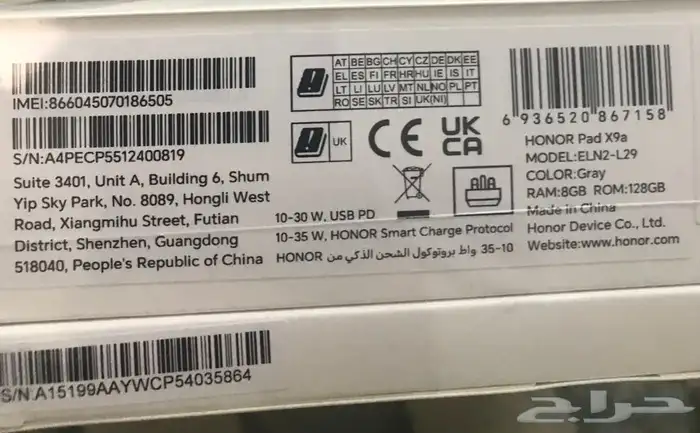 IMEI:866045070186505
S/N:A4PECP5512400819
Suite 3401, Unit A, Building 6, Shum
Yip Sky Park, No. 8089, Hongli West
Road, Xiangmihu Street, Futian
District, Shenzhen, Guangdong
518040, People's Republic of China
AT BE BG CH CY CZ DE DK EE
EL ES FI FR HR HU IE IS IT
LT LI LU LV MT NL NO PL PT
RO SE SK TR SI UK(NI)
UK
CE
UK
CA
10-30 W, USB PD
10-35 W, HONOR Smart Charge Protocol
35-10 واط بروتوكول الشحن الذكي من HONOR
6 936520 867158
HONOR Pad X9a
MODEL:ELN2-L29
COLOR:Gray
RAM:8GB ROM:128GB
Made in China
Honor Device Co., Ltd.
Website:www.honor.com
S/N:A15199AAYWCP54035864
حراج